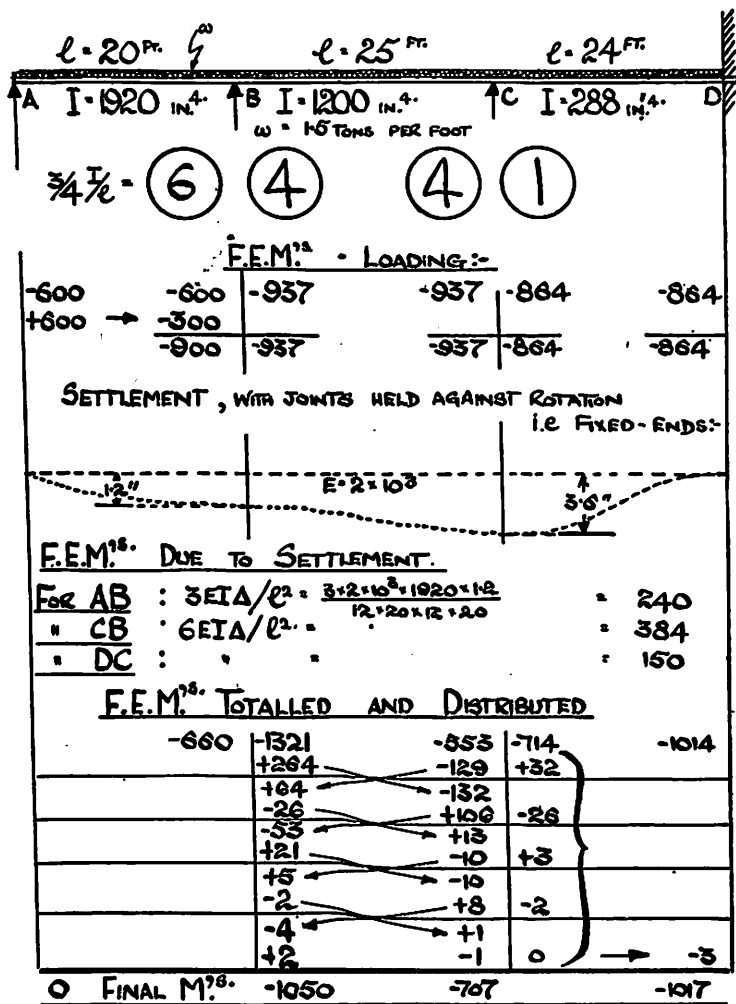 l = 20 FT. ω l = 25 FT. l = 24 FT.
A I = 1920 IN.4. B I = 1200 IN.4. C I = 288 IN.4. D
ω = 1·5 TONS PER FOOT
3/4 I/l = 6 4 4 1
F.E.M.'s · LOADING:-
-600 -600 -937 -937 -864 -864
+600 → -300
-900 -937 -937 -864 -864
SETTLEMENT, WITH JOINTS HELD AGAINST ROTATION
i.e FIXED-ENDS:-
1·2" E = 2 × 10³ 3·6"
F.E.M.'s. DUE TO SETTLEMENT.
FOR AB : 3EIΔ/l² = 3×2×10³×1920×1·2 / 12×20×12×20 = 240
" CB : 6EIΔ/l². = " = 384
" DC : " " = 150
F.E.M.'s. TOTALLED AND DISTRIBUTED
-660 -1321 -553 -714 -1014
+264 -129 +32
+64 -132
-26 +106 -26
-53 +13
+21 -10 +3
+5 -10
-2 +8 -2
-4 +1
+2 -1 0 → -3
0 FINAL M.'s. -1050 -707 -1017